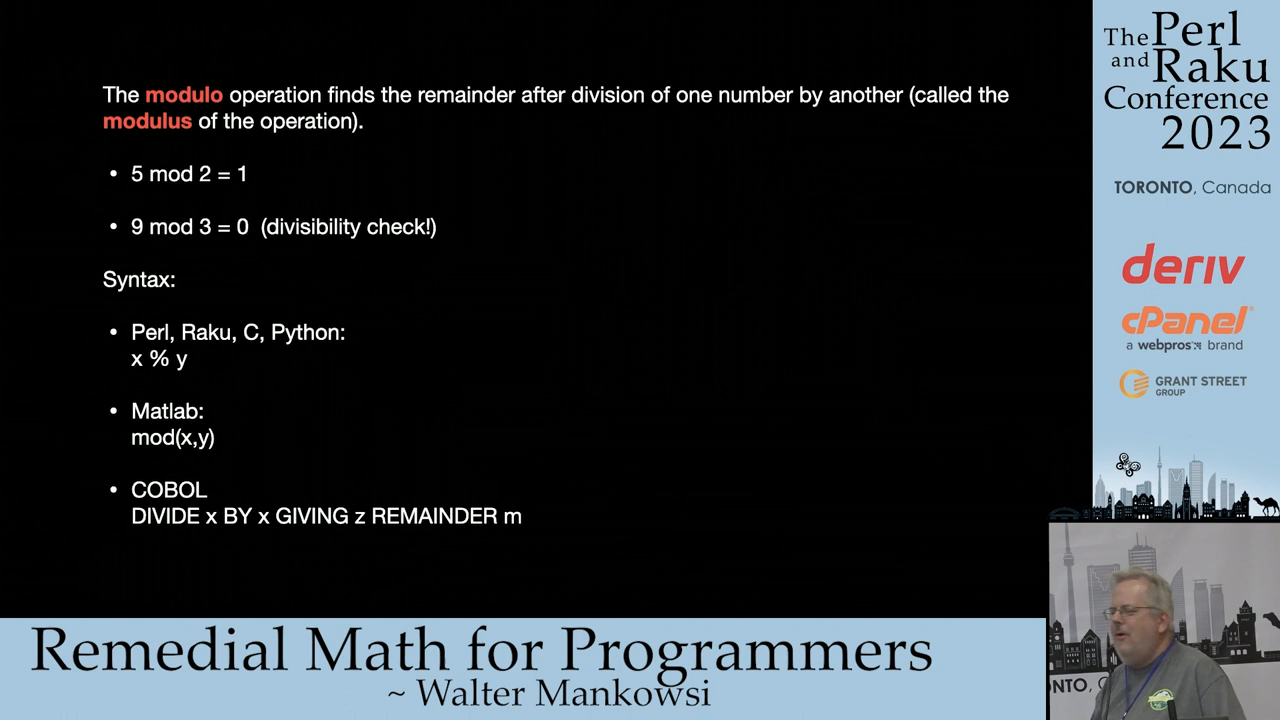 The modulo operation finds the remainder after division of one number by another (called the
modulus of the operation).
• 5 mod 2 = 1
• 9 mod 3 = 0 (divisibility check!)
Syntax:
• Perl, Raku, C, Python:
x % y
• Matlab:
mod(x,y)
• COBOL
DIVIDE x BY x GIVING z REMAINDER m
The Perl
and Raku
Conference
2023
TORONTO, Canada
deriv
cPanel®
a webpros brand
GRANT STREET
GROUP
ONTO, C
Remedial Math for Programmers
~ Walter Mankowsi